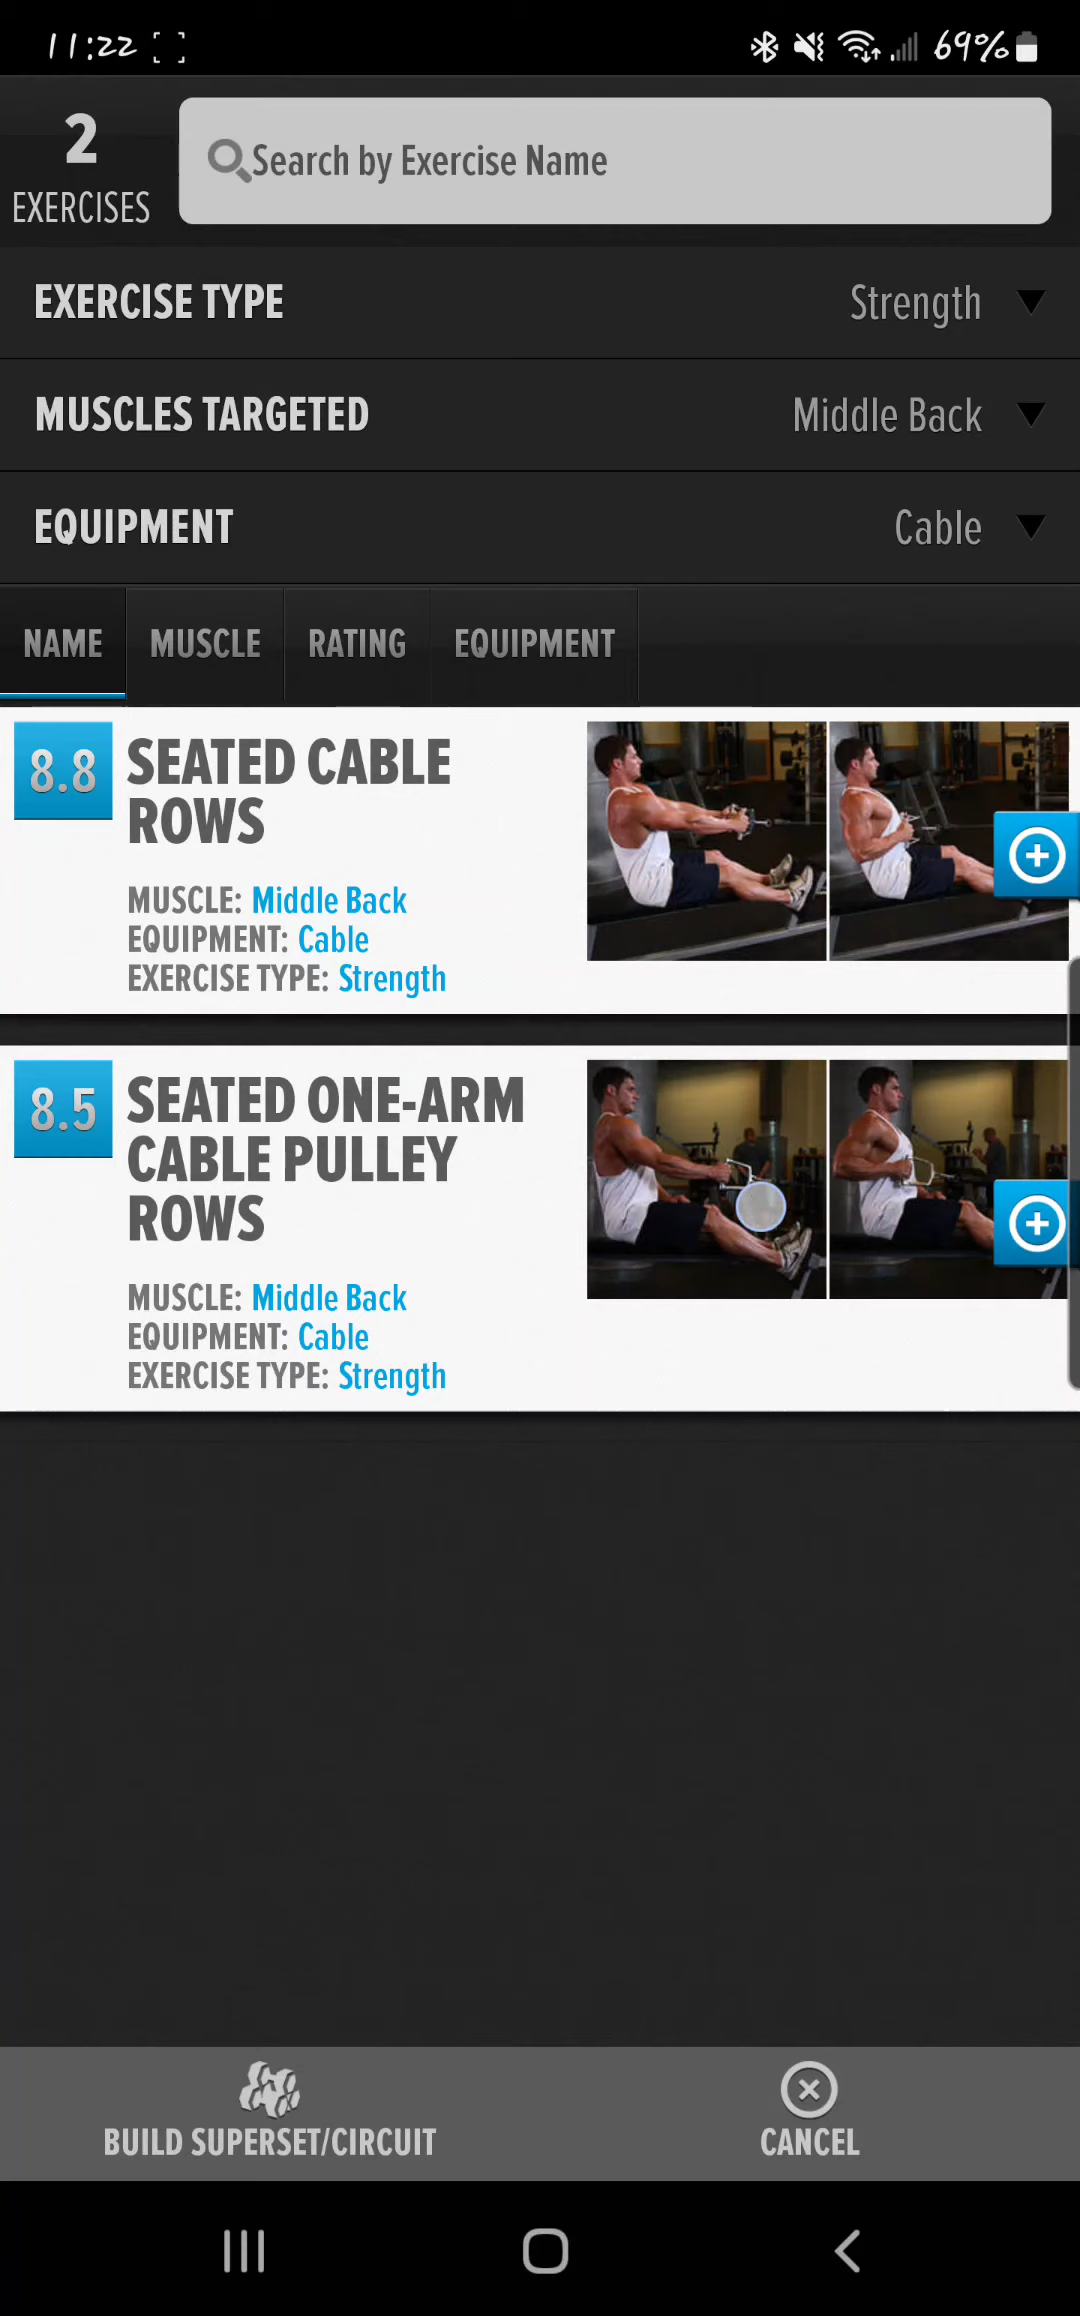 11:22
69%
2
EXERCISES
Search by Exercise Name
EXERCISE TYPE Strength
MUSCLES TARGETED Middle Back
EQUIPMENT Cable
NAME MUSCLE RATING EQUIPMENT
8.8
SEATED CABLE
ROWS
MUSCLE: Middle Back
EQUIPMENT: Cable
EXERCISE TYPE: Strength
8.5
SEATED ONE-ARM
CABLE PULLEY
ROWS
MUSCLE: Middle Back
EQUIPMENT: Cable
EXERCISE TYPE: Strength
BUILD SUPERSET/CIRCUIT
CANCEL